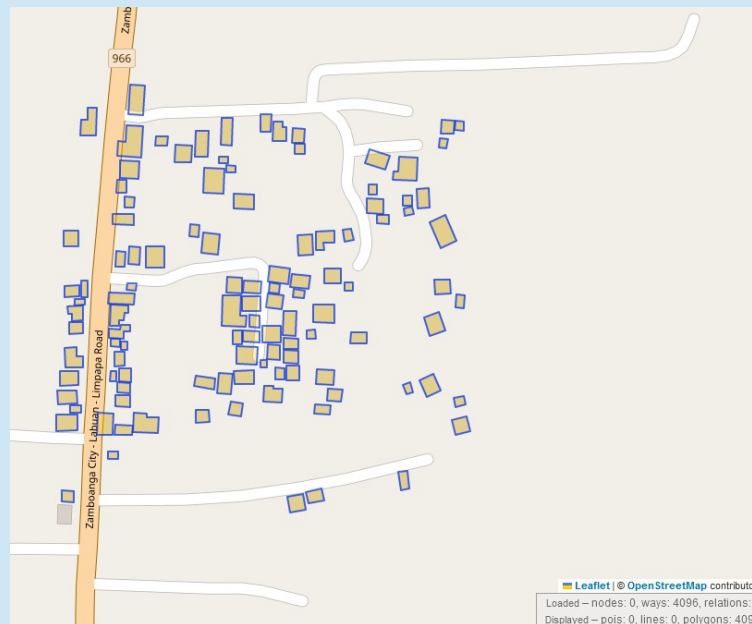 Zamb
966
Zamboanga City - Labuan - Limpapa Road
Leaflet | © OpenStreetMap contributo
Loaded – nodes: 0, ways: 4096, relations:
Displayed – pois: 0, lines: 0, polygons: 409